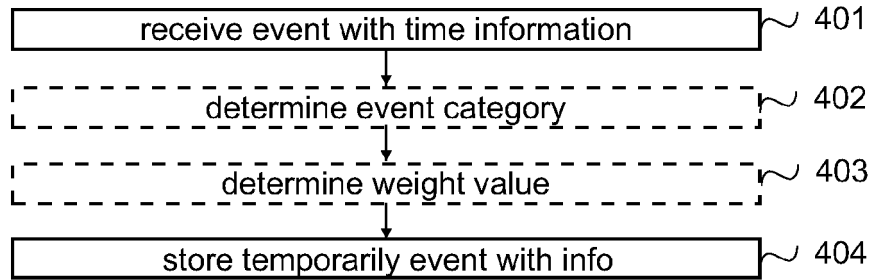 receive event with time information 401
determine event category 402
determine weight value 403
store temporarily event with info 404